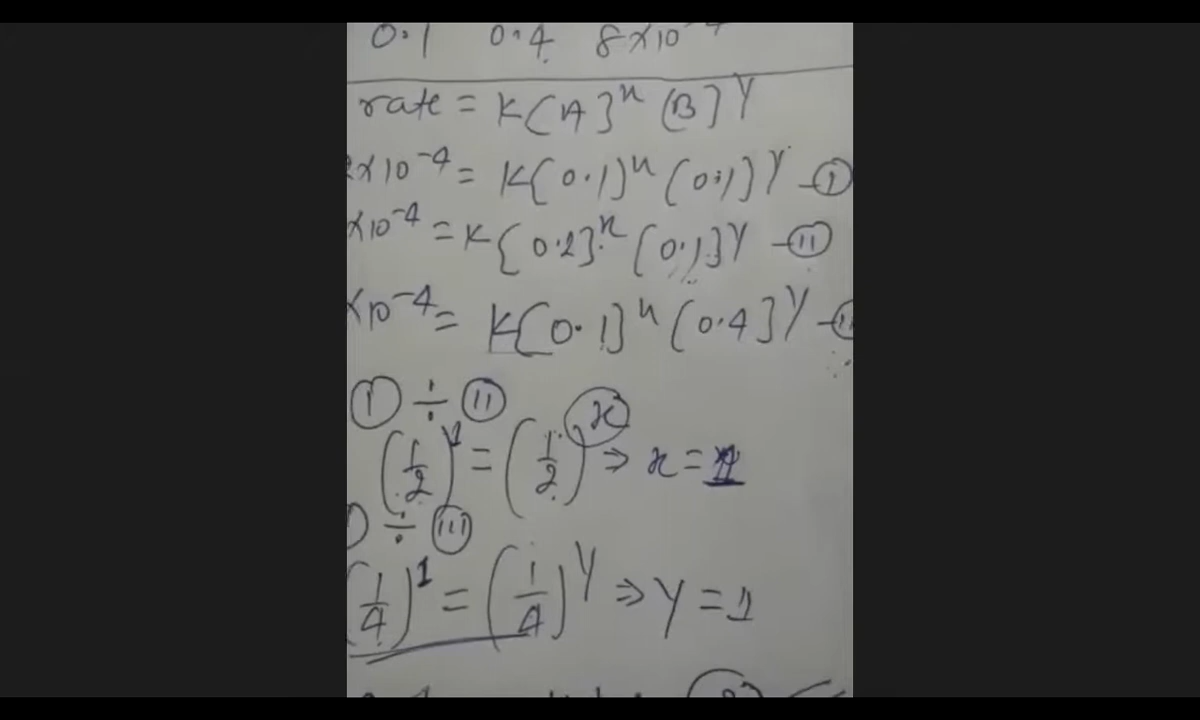 0.1 0.4 8×10⁻⁴
rate = K[A]ˣ [B]ʸ
2×10⁻⁴ = K[0.1]ˣ [0.1]ʸ —Ⓘ
×10⁻⁴ = K[0.2]ˣ [0.1]ʸ —(II)
×10⁻⁴ = K[0.1]ˣ [0.4]ʸ —
(I) ÷ (II)
(1/2)¹ = (1/2)ˣ ⇒ x = 1
÷ (III)
(1/4)¹ = (1/4)ʸ ⇒ y = 1